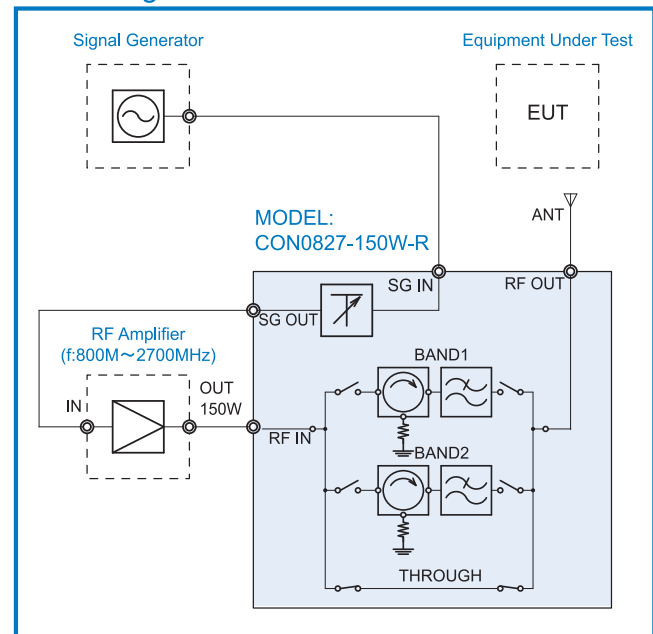 Signal Generator
Equipment Under Test
EUT
ANT
MODEL:
CON0827-150W-R
SG IN
RF OUT
SG OUT
RF Amplifier
(f:800M～2700MHz)
BAND1
IN
OUT
150W
RF IN
BAND2
THROUGH